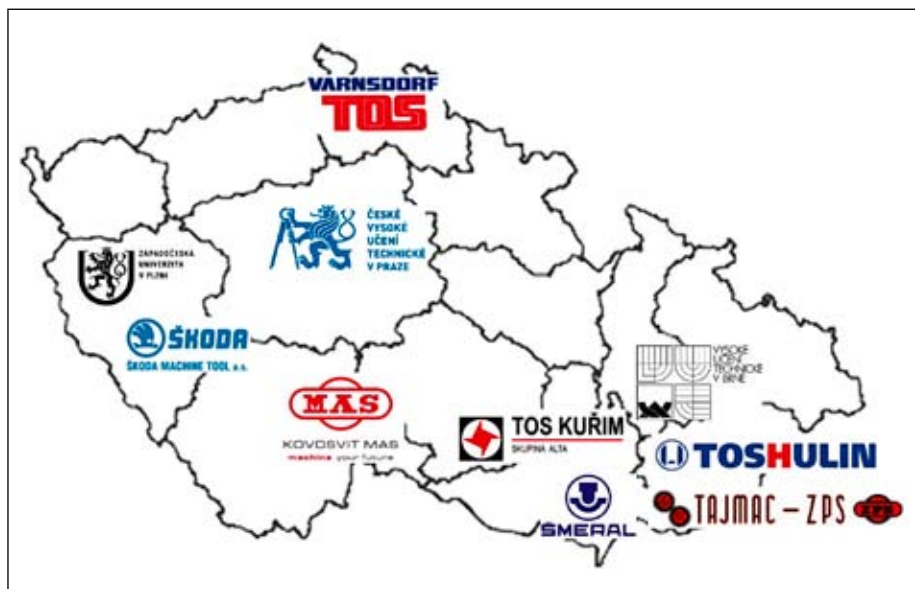 VARNSDORF
TOS
ČESKÉ
VYSOKÉ
UČENÍ
TECHNICKÉ
V PRAZE
ZÁPADOČESKÁ
UNIVERZITA
V PLZNI
ŠKODA
ŠKODA MACHINE TOOL a.s.
MAS
KOVOSVIT MAS
machine your future
TOS KUŘIM
SKUPINA ALTA
VYSOKÉ
UČENÍ
TECHNICKÉ
V BRNĚ
TOSHULIN
ŠMERAL
TAJMAC – ZPS
ZPS